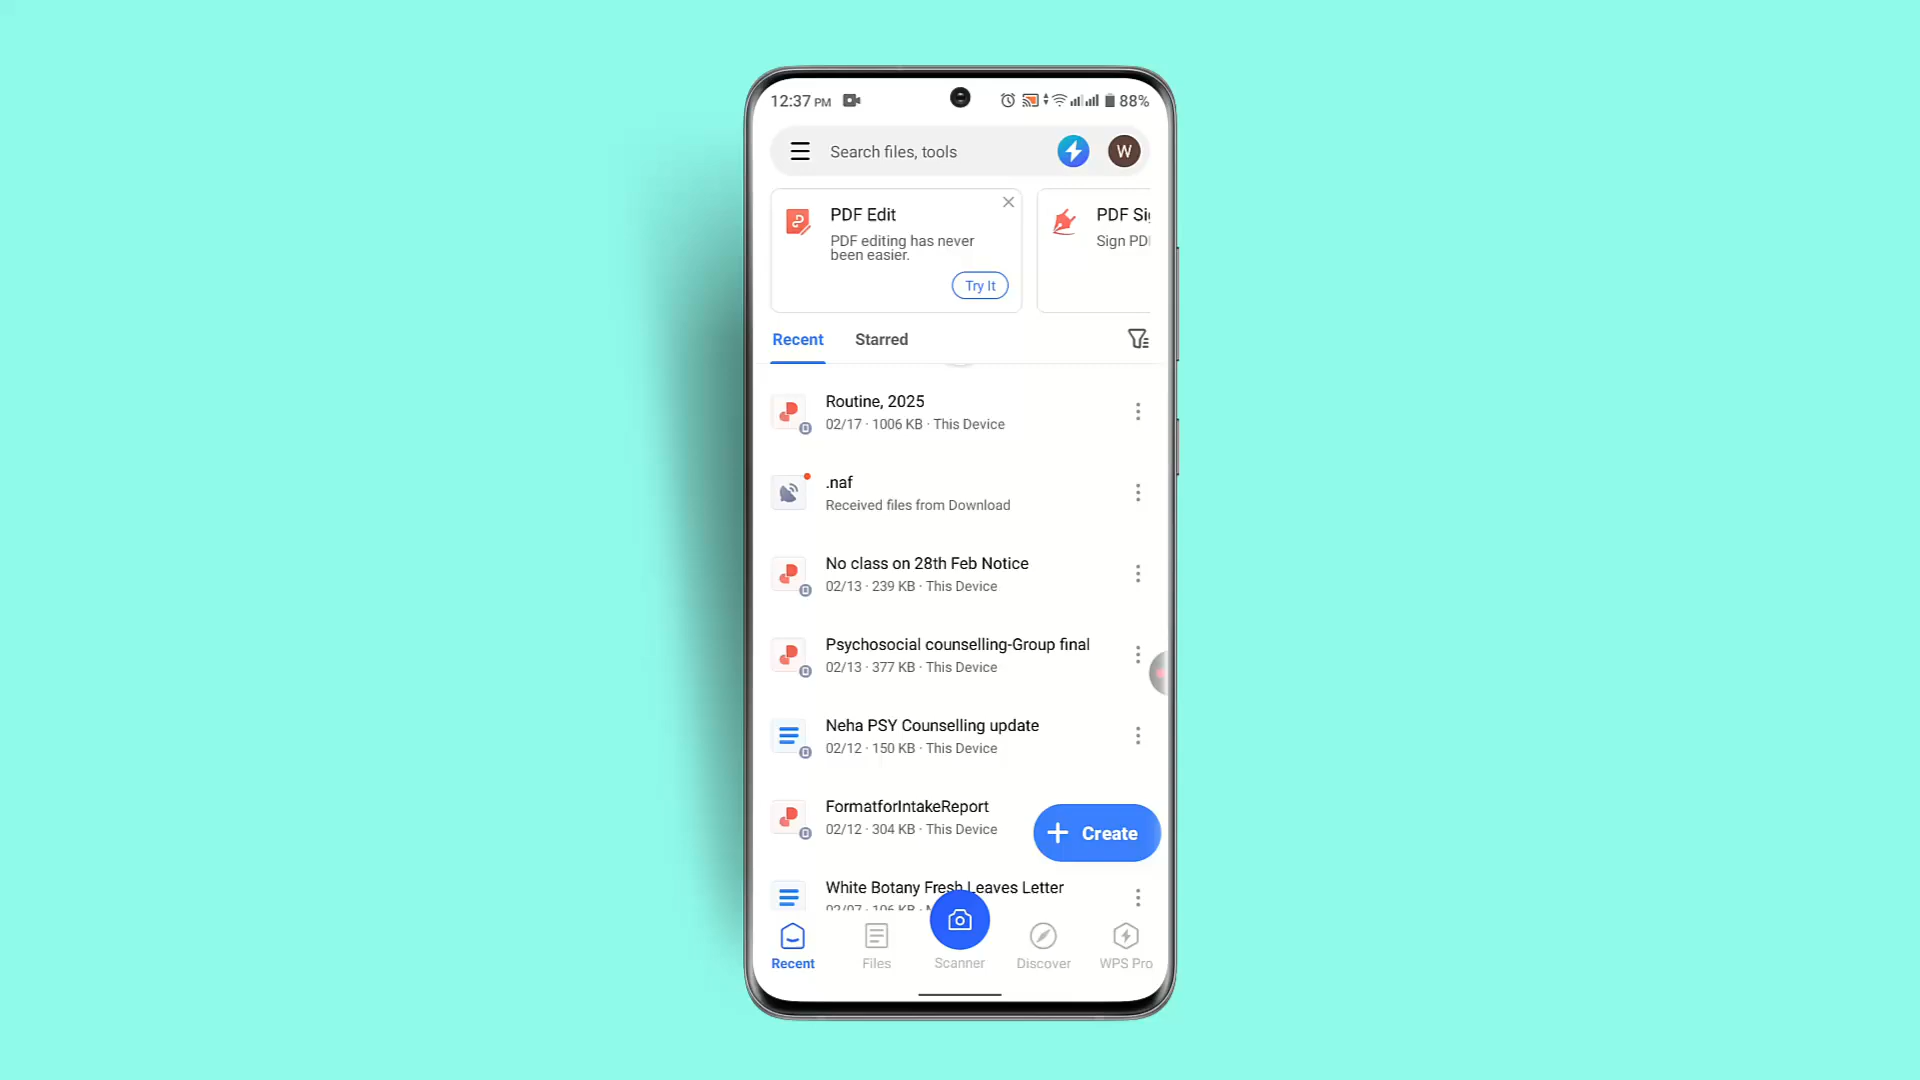 12:37 PM 88%
Search files, tools
W
PDF Edit
PDF editing has never
been easier.
Try It
PDF Si
Sign PD
Recent Starred
Routine, 2025
02/17 · 1006 KB · This Device
.naf
Received files from Download
No class on 28th Feb Notice
02/13 · 239 KB · This Device
Psychosocial counselling-Group final
02/13 · 377 KB · This Device
Neha PSY Counselling update
02/12 · 150 KB · This Device
FormatforIntakeReport
02/12 · 304 KB · This Device
Create
White Botany Fresh Leaves Letter
02/07 · 106 KB ·
Recent Files Scanner Discover WPS Pro